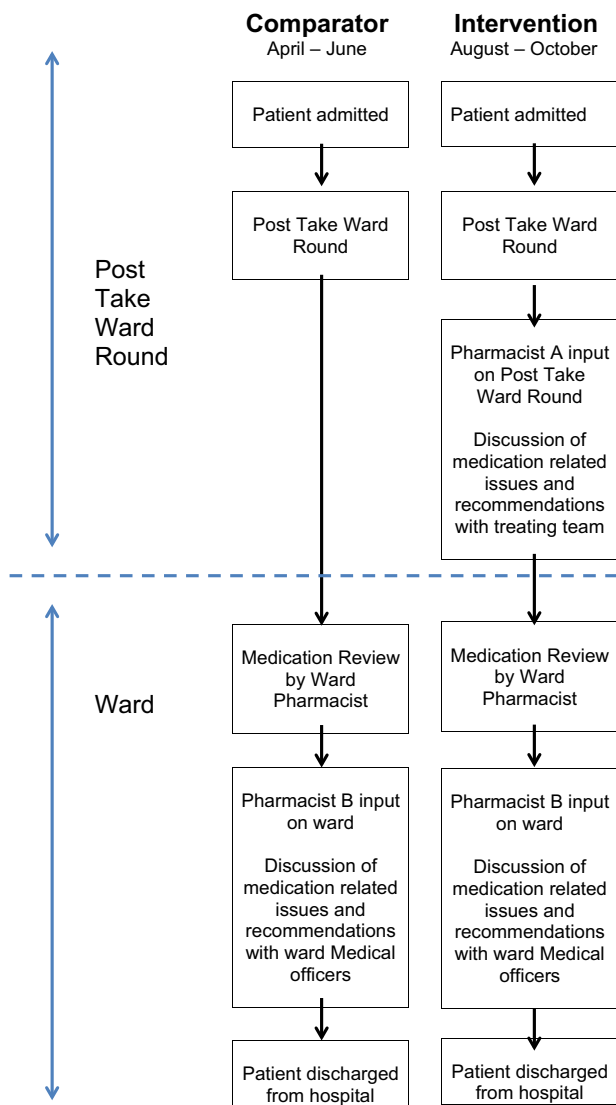 Comparator
April – June
Intervention
August – October
Post
Take
Ward
Round
Patient admitted
Post Take Ward
Round
Patient admitted
Post Take Ward
Round
Pharmacist A input
on Post Take
Ward Round
Discussion of
medication related
issues and
recommendations
with treating team
Ward
Medication Review
by Ward
Pharmacist
Pharmacist B input
on ward
Discussion of
medication related
issues and
recommendations
with ward Medical
officers
Patient discharged
from hospital
Medication Review
by Ward
Pharmacist
Pharmacist B input
on ward
Discussion of
medication related
issues and
recommendations
with ward Medical
officers
Patient discharged
from hospital